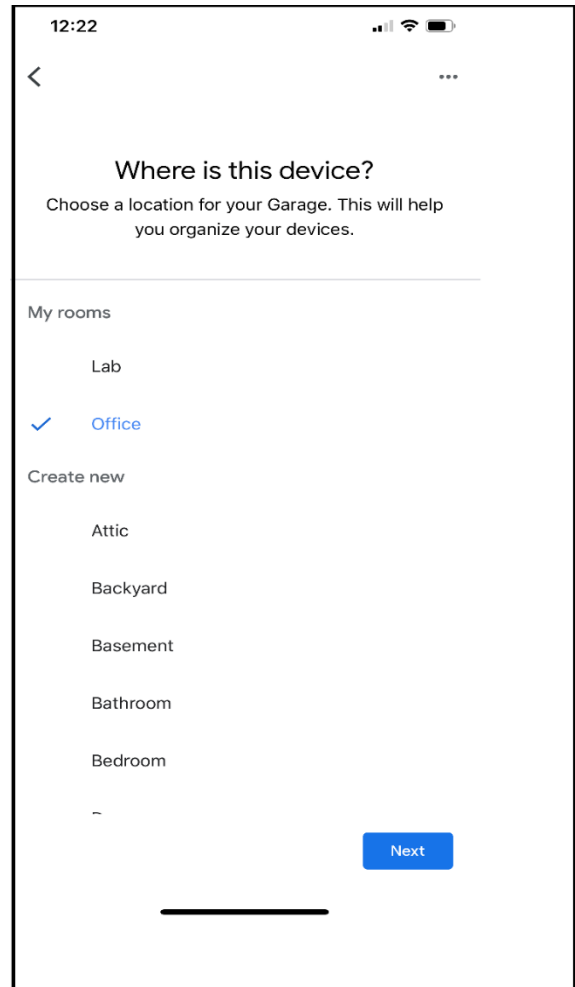 12:22
Where is this device?
Choose a location for your Garage. This will help
you organize your devices.
My rooms
Lab
Office
Create new
Attic
Backyard
Basement
Bathroom
Bedroom
Next